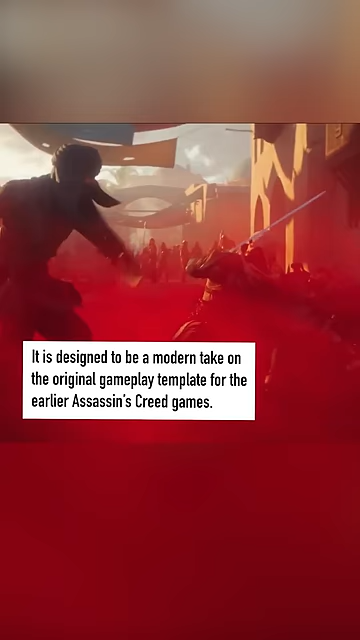 It is designed to be a modern take on
the original gameplay template for the
earlier Assassin's Creed games.